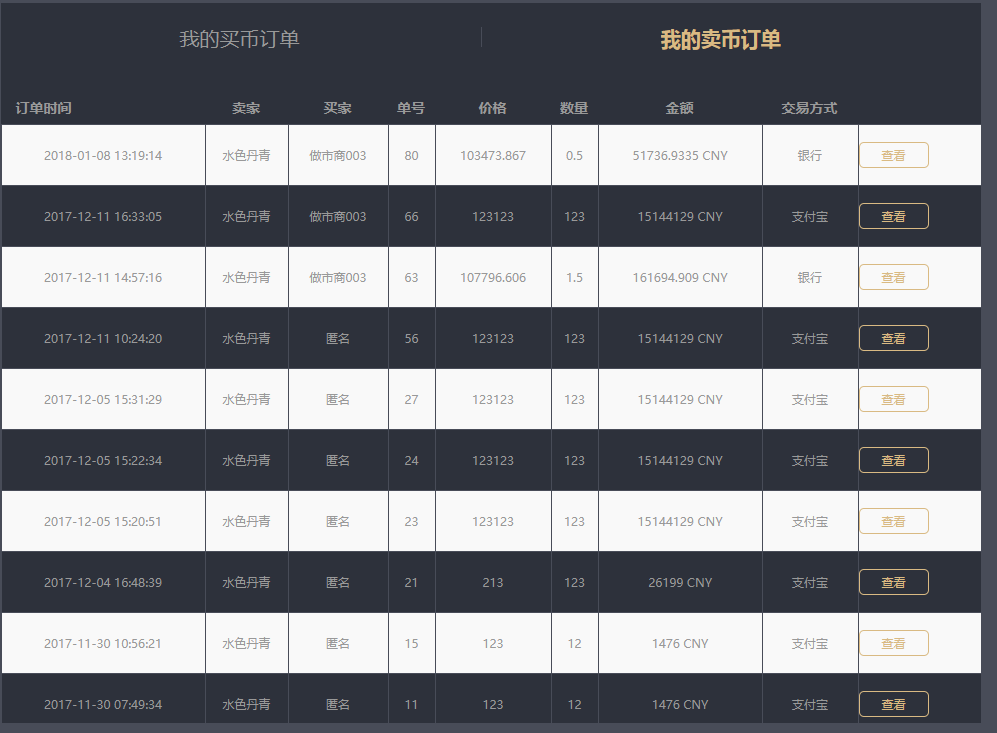 我的买币订单 我的卖币订单
订单时间 卖家 买家 单号 价格 数量 金额 交易方式
2018-01-08 13:19:14 水色丹青 做市商003 80 103473.867 0.5 51736.9335 CNY 银行 查看
2017-12-11 16:33:05 水色丹青 做市商003 66 123123 123 15144129 CNY 支付宝 查看
2017-12-11 14:57:16 水色丹青 做市商003 63 107796.606 1.5 161694.909 CNY 银行 查看
2017-12-11 10:24:20 水色丹青 匿名 56 123123 123 15144129 CNY 支付宝 查看
2017-12-05 15:31:29 水色丹青 匿名 27 123123 123 15144129 CNY 支付宝 查看
2017-12-05 15:22:34 水色丹青 匿名 24 123123 123 15144129 CNY 支付宝 查看
2017-12-05 15:20:51 水色丹青 匿名 23 123123 123 15144129 CNY 支付宝 查看
2017-12-04 16:48:39 水色丹青 匿名 21 213 123 26199 CNY 支付宝 查看
2017-11-30 10:56:21 水色丹青 匿名 15 123 12 1476 CNY 支付宝 查看
2017-11-30 07:49:34 水色丹青 匿名 11 123 12 1476 CNY 支付宝 查看